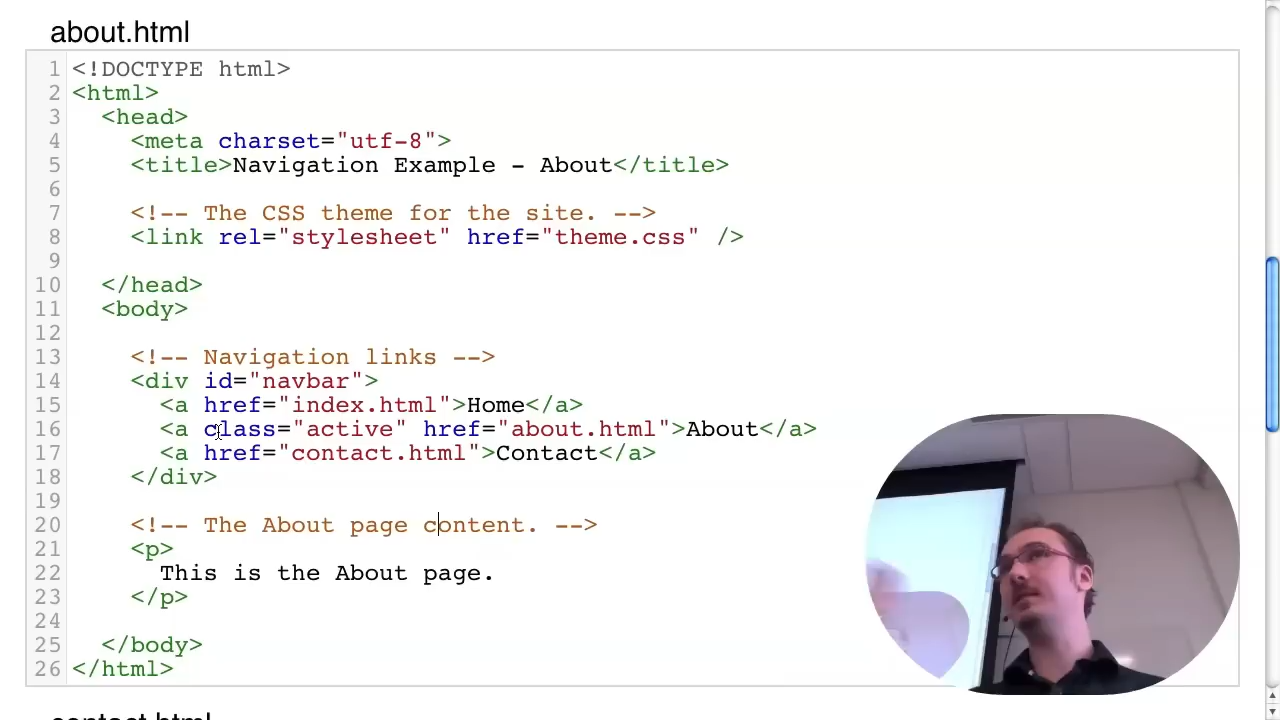 about.html
1 <!DOCTYPE html>
2 <html>
3   <head>
4     <meta charset="utf-8">
5     <title>Navigation Example - About</title>
6
7     <!-- The CSS theme for the site. -->
8     <link rel="stylesheet" href="theme.css" />
9
10   </head>
11   <body>
12
13     <!-- Navigation links -->
14     <div id="navbar">
15       <a href="index.html">Home</a>
16       <a class="active" href="about.html">About</a>
17       <a href="contact.html">Contact</a>
18     </div>
19
20     <!-- The About page content. -->
21     <p>
22       This is the About page.
23     </p>
24
25   </body>
26 </html>
contact.html